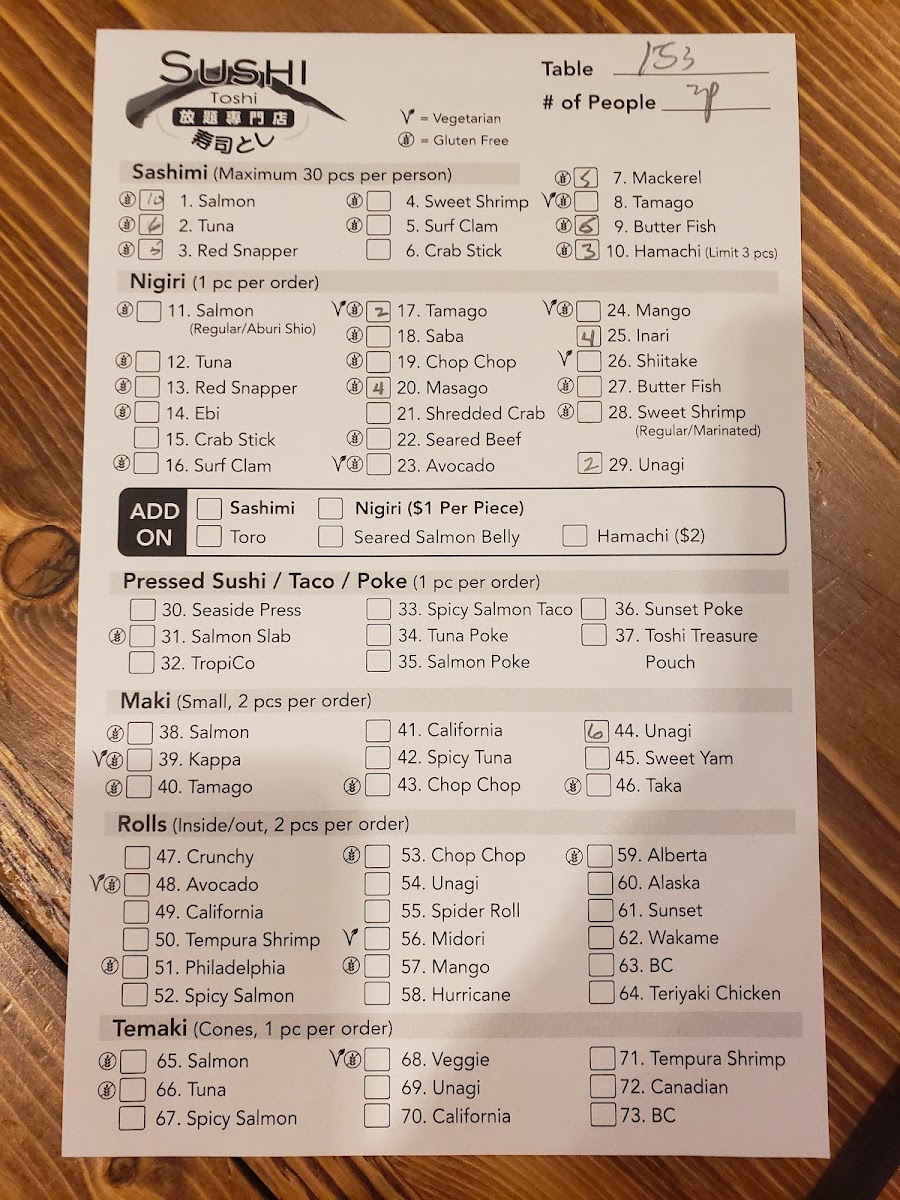 SUSHI
Toshi
放題專門店
寿司とし
Table 153
# of People 2p
V = Vegetarian
= Gluten Free
Sashimi (Maximum 30 pcs per person)
10 1. Salmon
6 2. Tuna
5 3. Red Snapper
4. Sweet Shrimp
5. Surf Clam
6. Crab Stick
5 7. Mackerel
8. Tamago
9. Butter Fish
3 10. Hamachi (Limit 3 pcs)
Nigiri (1 pc per order)
11. Salmon
(Regular/Aburi Shio)
12. Tuna
13. Red Snapper
14. Ebi
15. Crab Stick
16. Surf Clam
2 17. Tamago
18. Saba
19. Chop Chop
4 20. Masago
21. Shredded Crab
22. Seared Beef
23. Avocado
24. Mango
4 25. Inari
26. Shiitake
27. Butter Fish
28. Sweet Shrimp
(Regular/Marinated)
2 29. Unagi
ADD
ON
Sashimi
Nigiri ($1 Per Piece)
Toro
Seared Salmon Belly
Hamachi ($2)
Pressed Sushi / Taco / Poke (1 pc per order)
30. Seaside Press
31. Salmon Slab
32. TropiCo
33. Spicy Salmon Taco
34. Tuna Poke
35. Salmon Poke
36. Sunset Poke
37. Toshi Treasure
Pouch
Maki (Small, 2 pcs per order)
38. Salmon
39. Kappa
40. Tamago
41. California
42. Spicy Tuna
43. Chop Chop
6 44. Unagi
45. Sweet Yam
46. Taka
Rolls (Inside/out, 2 pcs per order)
47. Crunchy
48. Avocado
49. California
50. Tempura Shrimp
51. Philadelphia
52. Spicy Salmon
53. Chop Chop
54. Unagi
55. Spider Roll
56. Midori
57. Mango
58. Hurricane
59. Alberta
60. Alaska
61. Sunset
62. Wakame
63. BC
64. Teriyaki Chicken
Temaki (Cones, 1 pc per order)
65. Salmon
66. Tuna
67. Spicy Salmon
68. Veggie
69. Unagi
70. California
71. Tempura Shrimp
72. Canadian
73. BC